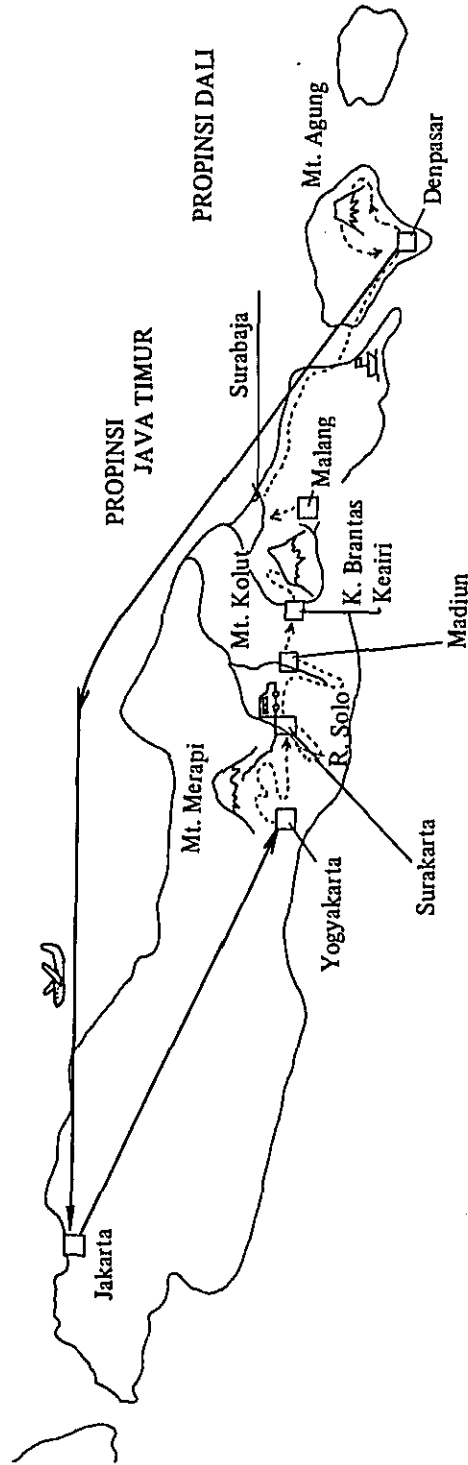 PROPINSI DALI
PROPINSI
JAVA TIMUR
Mt. Agung
Denpasar
Surabaja
Malang
Mt. Kolut
K. Brantas
Keairi
Madiun
Mt. Merapi
R. Solo
Surakarta
Yogyakarta
Jakarta